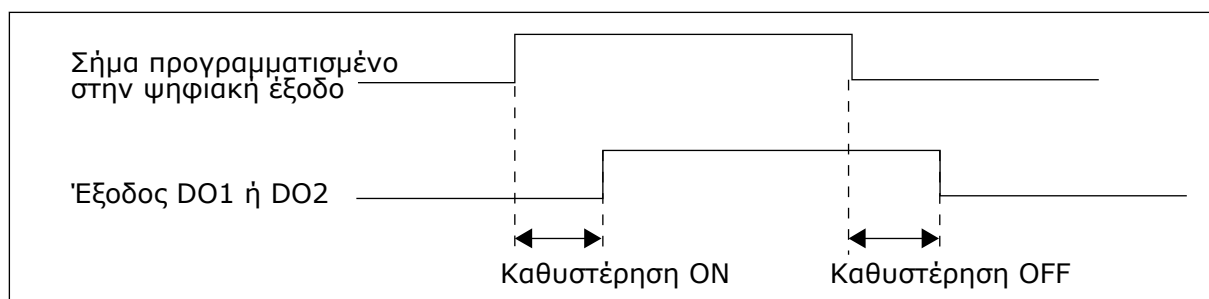 Σήμα προγραμματισμένο
στην ψηφιακή έξοδο
Έξοδος DO1 ή DO2
Καθυστέρηση ON
Καθυστέρηση OFF